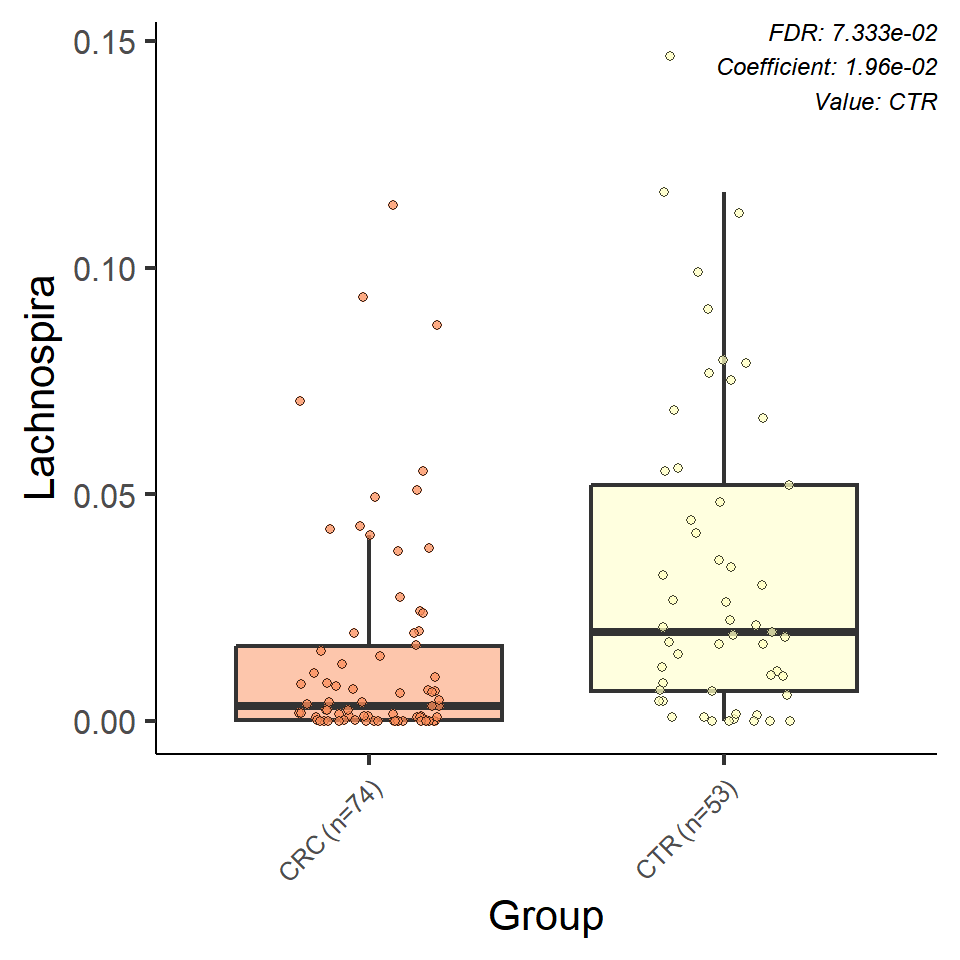 FDR: 7.333e-02
Coefficient: 1.96e-02
Value: CTR
0.15
0.10
0.05
0.00
Lachnospira
CRC (n=74)
CTR (n=53)
Group